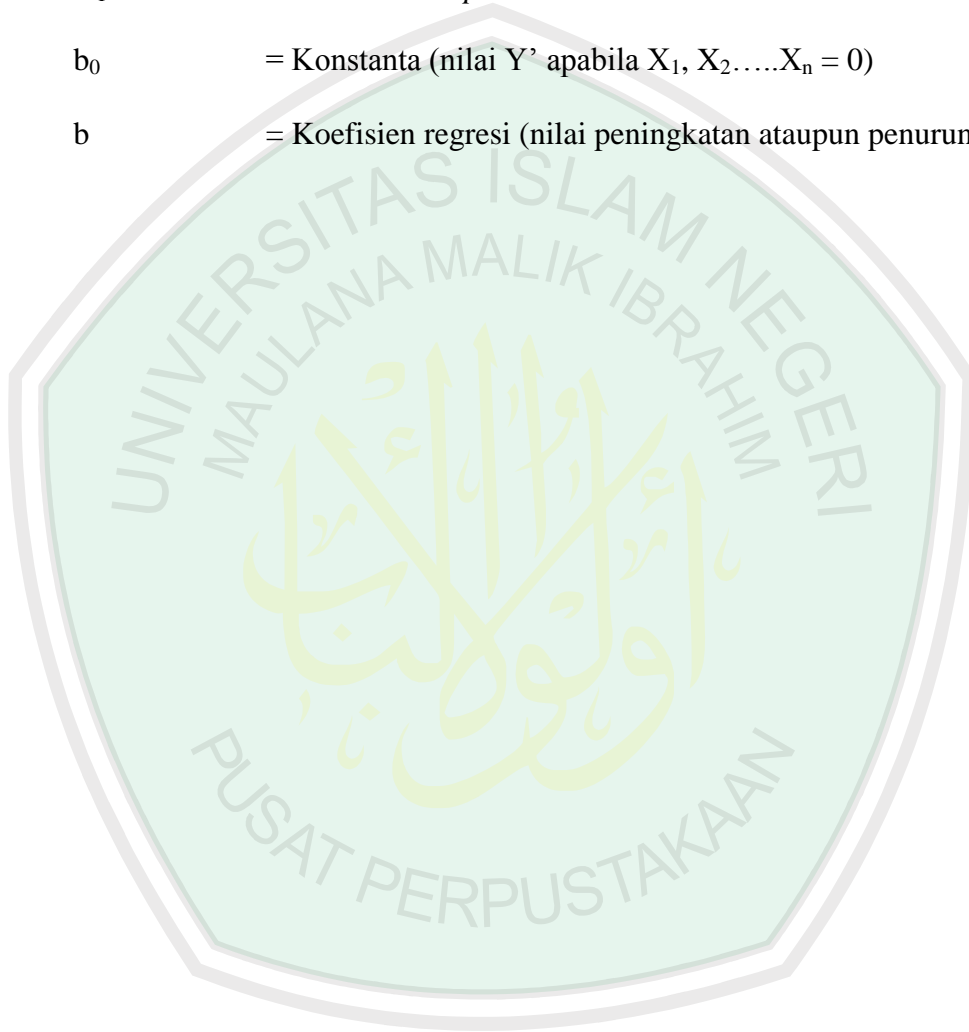 b₀ = Konstanta (nilai Y’ apabila X₁, X₂…..Xₙ = 0)
b = Koefisien regresi (nilai peningkatan ataupun penurun
UNIVERSITAS ISLAM NEGERI
MAULANA MALIK IBRAHIM
PUSAT PERPUSTAKAAN